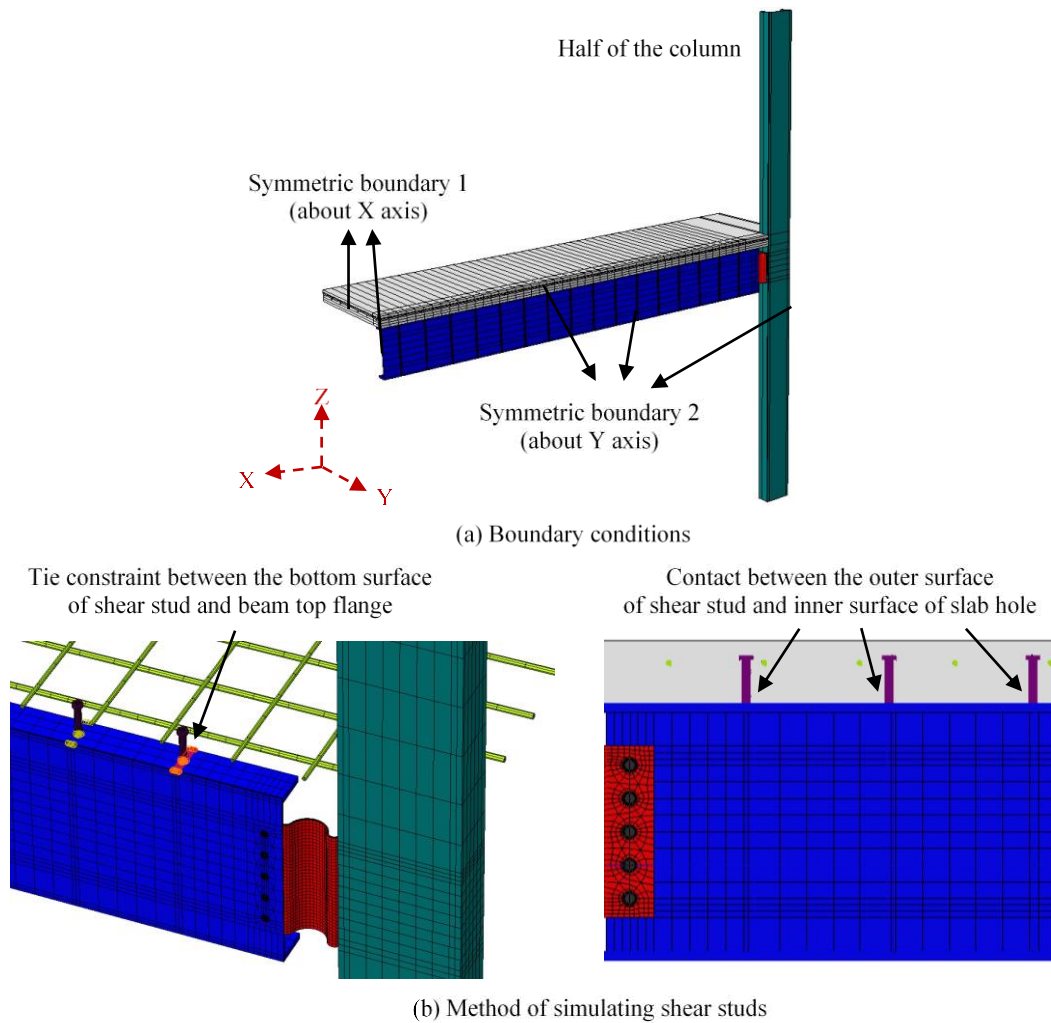 Half of the column
Symmetric boundary 1
(about X axis)
Symmetric boundary 2
(about Y axis)
Z
X
Y
(a) Boundary conditions
Tie constraint between the bottom surface
of shear stud and beam top flange
Contact between the outer surface
of shear stud and inner surface of slab hole
(b) Method of simulating shear studs